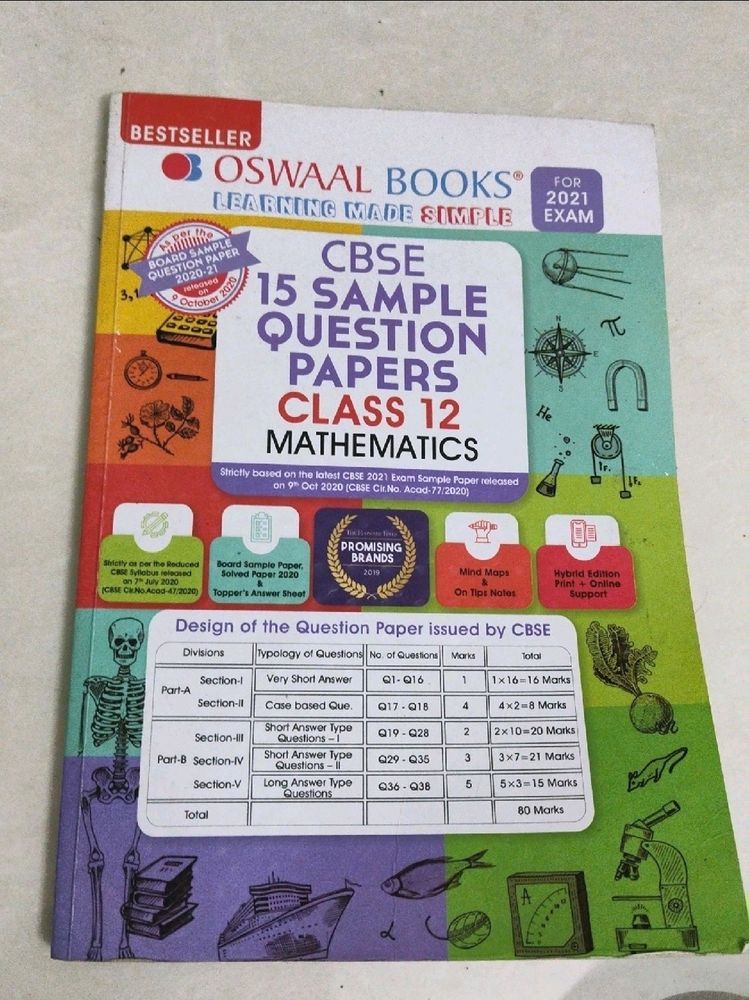 BESTSELLER
OSWAAL BOOKS®
LEARNING MADE SIMPLE
FOR
2021
EXAM
As per the
BOARD SAMPLE
QUESTION PAPER
2020-21
released
on
9 October 2020
3,1
CBSE
15 SAMPLE
QUESTION
PAPERS
CLASS 12
MATHEMATICS
Strictly based on the latest CBSE 2021 Exam Sample Paper released
on 9th Oct 2020 (CBSE Cir.No. Acad-77/2020)
N
E
S
π
He
F₁
F₂
Strictly as per the Reduced
CBSE Syllabus released
on 7th July 2020
(CBSE Cir.No.Acad-47/2020)
Board Sample Paper,
Solved Paper 2020
&
Topper's Answer Sheet
THE ECONOMIC TIMES
PROMISING
BRANDS
2019
Mind Maps
&
On Tips Notes
Hybrid Edition
Print + Online
Support
Design of the Question Paper issued by CBSE
Divisions Typology of Questions No. of Questions Marks Total
Part-A Section-I Very Short Answer Q1- Q16 1 1×16=16 Marks
Section-II Case based Que. Q17 - Q18 4 4×2=8 Marks
Part-B Section-III Short Answer Type Questions – I Q19 - Q28 2 2×10=20 Marks
Section-IV Short Answer Type Questions – II Q29 - Q35 3 3×7=21 Marks
Section-V Long Answer Type Questions Q36 - Q38 5 5×3=15 Marks
Total 80 Marks
α
A